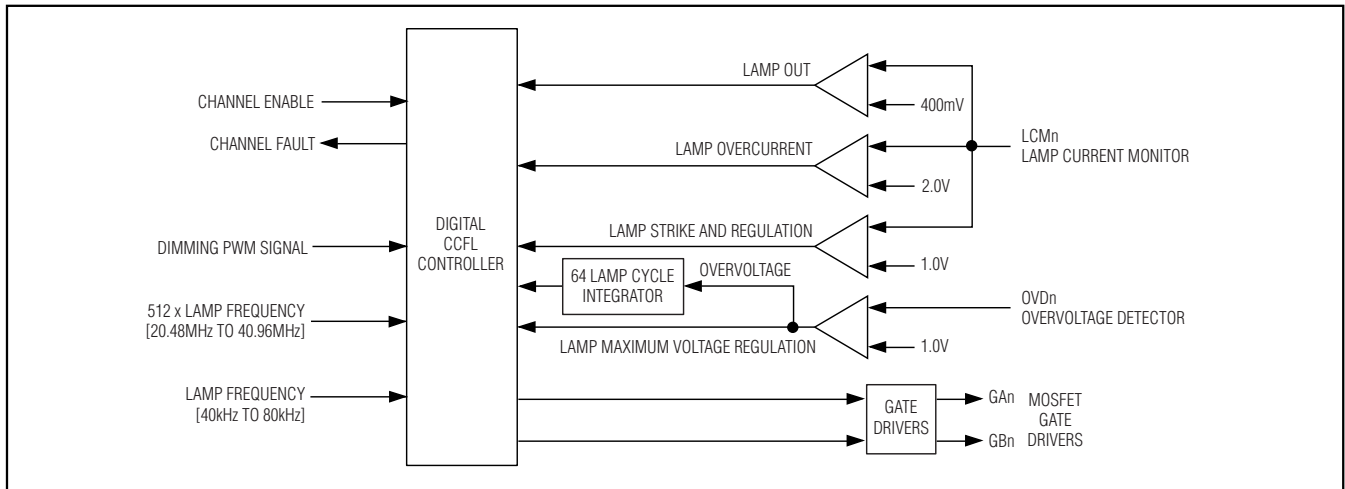 LAMP OUT
400mV
CHANNEL ENABLE
CHANNEL FAULT
LCMn
LAMP CURRENT MONITOR
LAMP OVERCURRENT
2.0V
DIGITAL
CCFL
CONTROLLER
DIMMING PWM SIGNAL
LAMP STRIKE AND REGULATION
1.0V
64 LAMP CYCLE
INTEGRATOR
OVERVOLTAGE
512 x LAMP FREQUENCY
[20.48MHz TO 40.96MHz]
OVDn
OVERVOLTAGE DETECTOR
LAMP MAXIMUM VOLTAGE REGULATION
1.0V
LAMP FREQUENCY
[40kHz TO 80kHz]
GATE
DRIVERS
GAn
GBn
MOSFET
GATE
DRIVERS